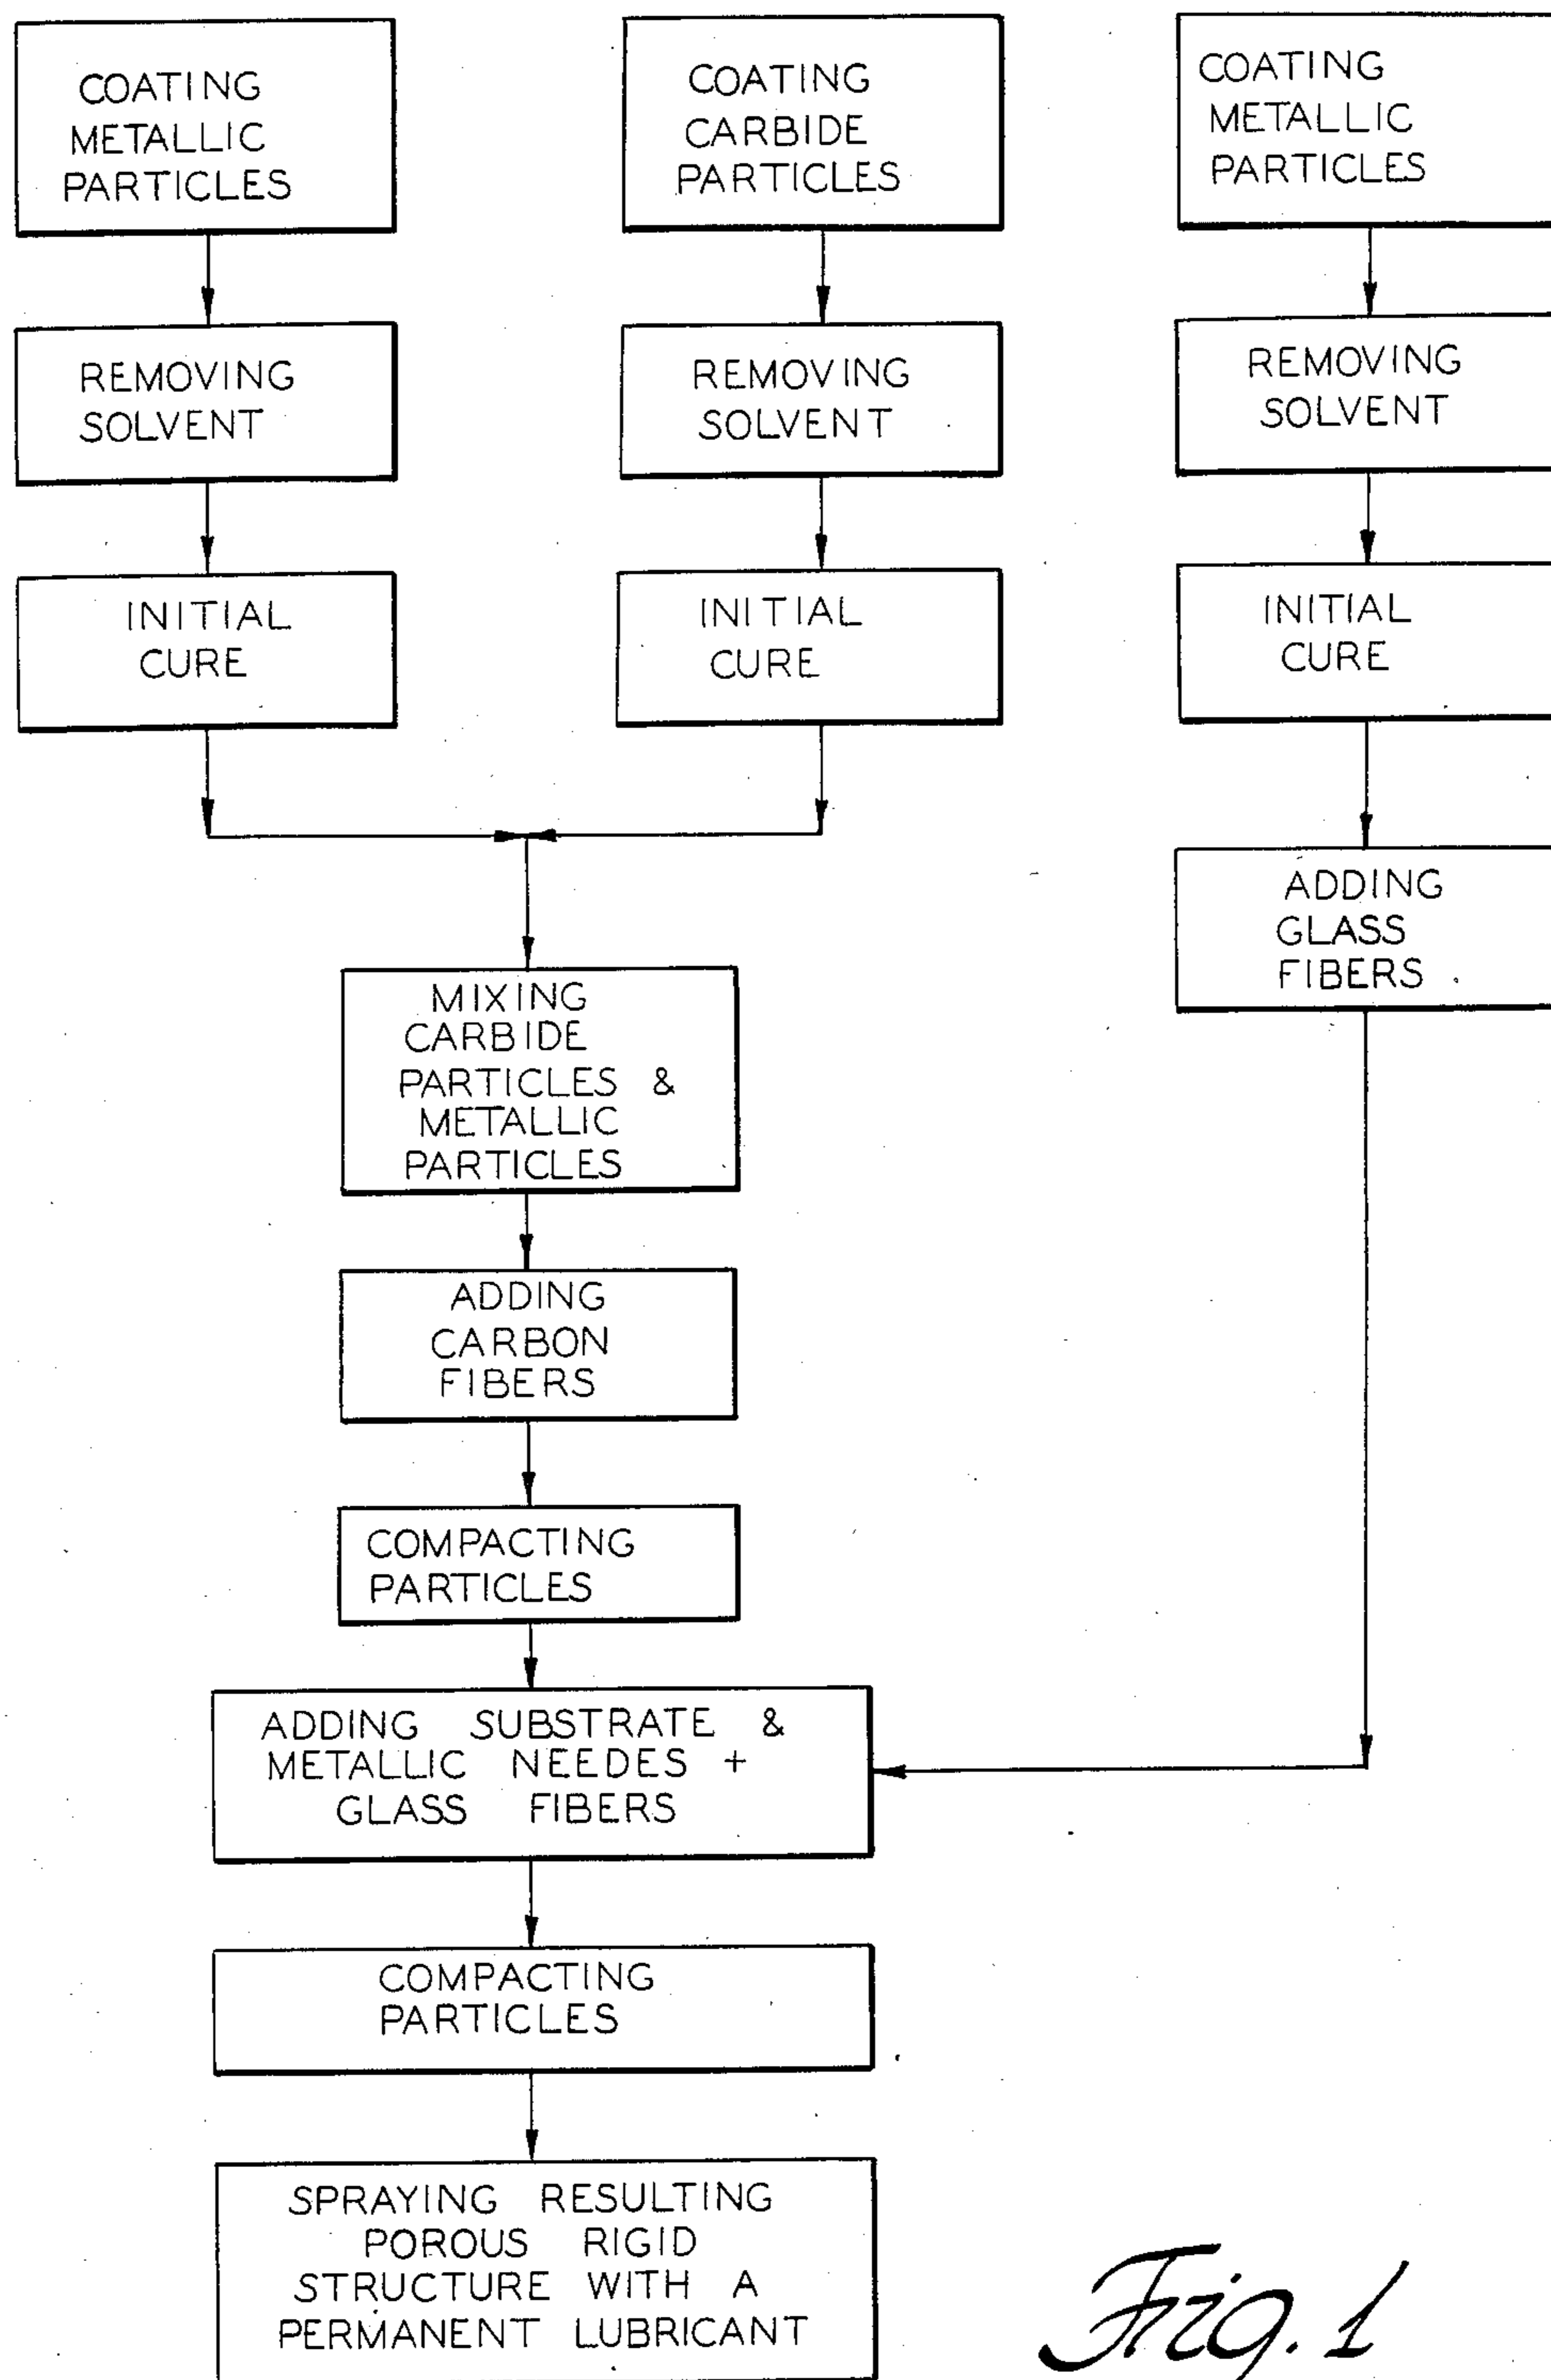 COATING
METALLIC
PARTICLES
COATING
CARBIDE
PARTICLES
COATING
METALLIC
PARTICLES
REMOVING
SOLVENT
REMOVING
SOLVENT
REMOVING
SOLVENT
INITIAL
CURE
INITIAL
CURE
INITIAL
CURE
ADDING
GLASS
FIBERS
MIXING
CARBIDE
PARTICLES &
METALLIC
PARTICLES
ADDING
CARBON
FIBERS
COMPACTING
PARTICLES
ADDING SUBSTRATE &
METALLIC NEEDES +
GLASS FIBERS
COMPACTING
PARTICLES
SPRAYING RESULTING
POROUS RIGID
STRUCTURE WITH A
PERMANENT LUBRICANT
Fig. 1